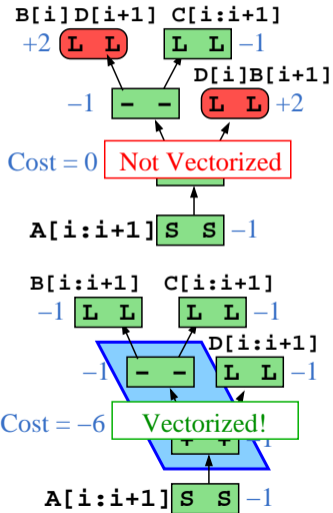 B[i]D[i+1] C[i:i+1]
+2 L L L L −1
D[i]B[i+1]
−1 − − L L +2
Cost = 0 Not Vectorized
A[i:i+1] S S −1
B[i:i+1] C[i:i+1]
−1 L L L L −1
D[i:i+1]
−1 − − L L −1
Cost = −6 Vectorized!
A[i:i+1] S S −1